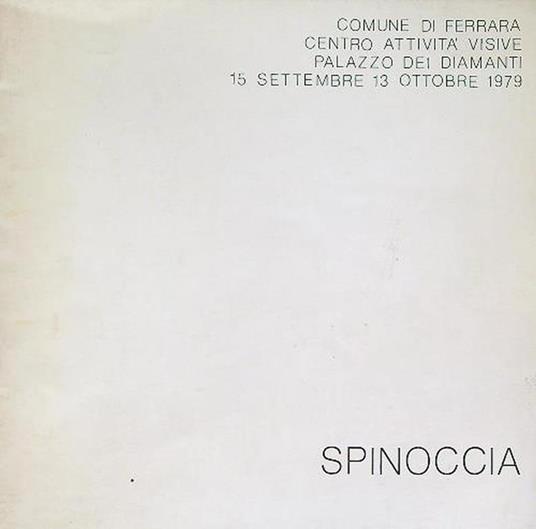 COMUNE DI FERRARA
CENTRO ATTIVITA' VISIVE
PALAZZO DEI DIAMANTI
15 SETTEMBRE 13 OTTOBRE 1979
SPINOCCIA